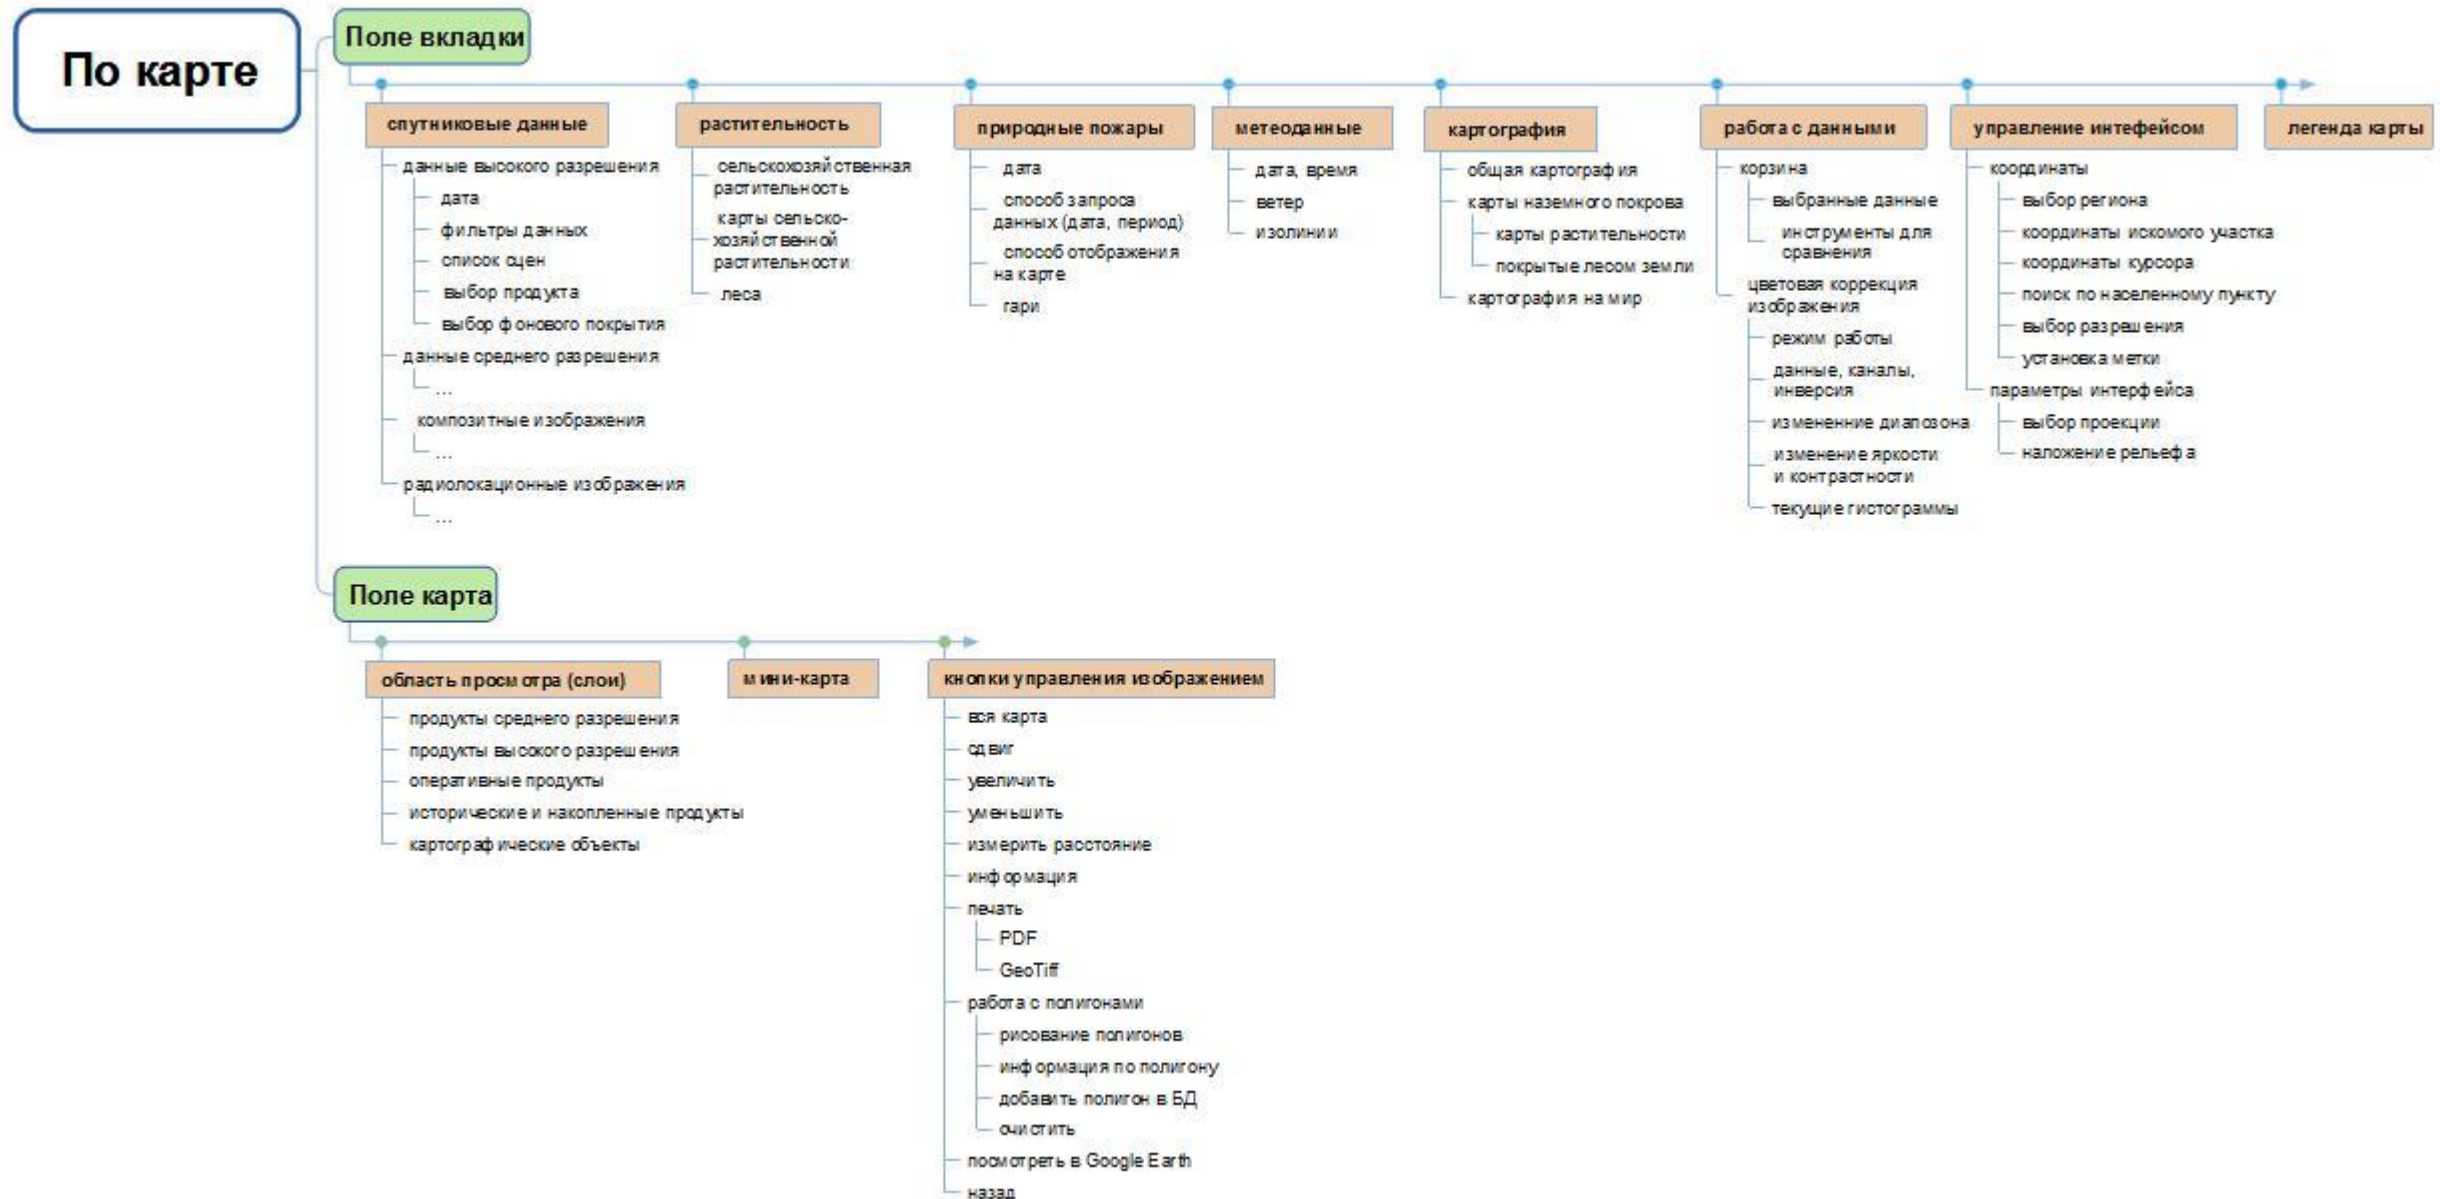 По карте
Поле вкладки
спутниковые данные
данные высокого разрешения
дата
фильтры данных
список сцен
выбор продукта
выбор фонового покрытия
данные среднего разрешения
...
композитные изображения
...
радиолокационные изображения
...
растительность
сельскохозяйственная
растительность
карты сельско-
хозяйственной
растительности
леса
природные пожары
дата
способ запроса
данных (дата, период)
способ отображения
на карте
гари
метеоданные
дата, время
ветер
изолинии
картография
общая картография
карты наземного покрова
карты растительности
покрытые лесом земли
картография на мир
работа с данными
корзина
выбранные данные
инструменты для
сравнения
цветовая коррекция
изображения
режим работы
данные, каналы,
инверсия
измененние диапозона
изменение яркости
и контрастности
текущие гистограммы
управление интефейсом
координаты
выбор региона
координаты искомого участка
координаты курсора
поиск по населенному пункту
выбор разрешения
установка метки
параметры интерфейса
выбор проекции
наложение рельефа
легенда карты
Поле карта
область просмотра (слои)
продукты среднего разрешения
продукты высокого разрешения
оперативные продукты
исторические и накопленные продукты
картографические объекты
мини-карта
кнопки управления изображением
вся карта
сдвиг
увеличить
уменьшить
измерить расстояние
информация
печать
PDF
GeoTiff
работа с полигонами
рисование полигонов
информация по полигону
добавить полигон в БД
очистить
посмотреть в Google Earth
назад